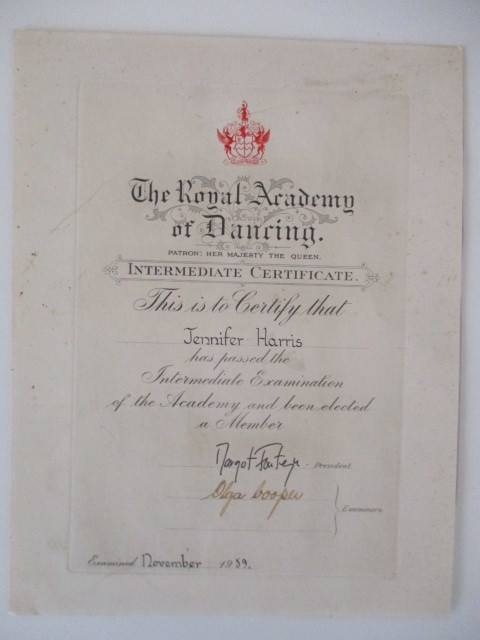 The Royal Academy
of Dancing.
PATRON: HER MAJESTY THE QUEEN.
INTERMEDIATE CERTIFICATE.
This is to Certify that
Jennifer Harris
has passed the
Intermediate Examination
of the Academy and been elected
a Member
Margot Fonteyn - President
Olga Cooper
Examiners
Examined November 1959.